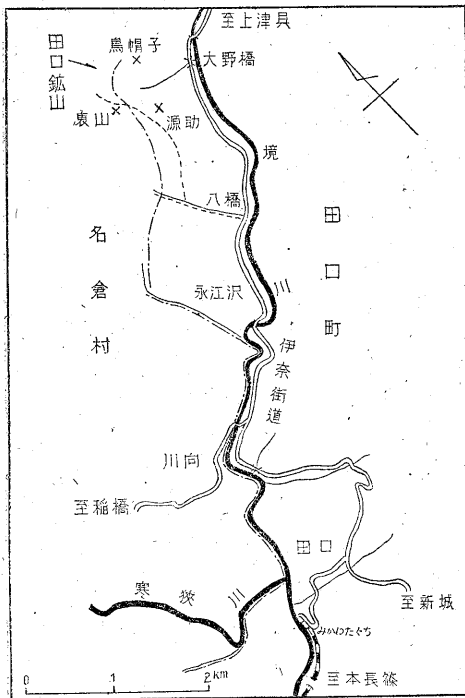 至上津具
田口鉱山
烏帽子
大野橋
裏山
源助
境川
八橋
田口町
名倉村
永江沢
伊奈街道
川向
至稲橋
田口
寒狭川
至新城
みかわたぐち
至本長篠
0 1 2 km